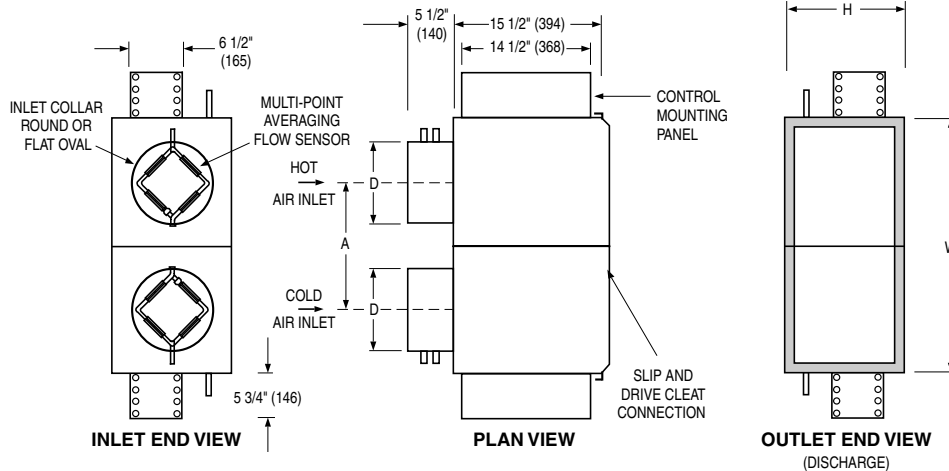 6 1/2"
(165)
INLET COLLAR
ROUND OR
FLAT OVAL
MULTI-POINT
AVERAGING
FLOW SENSOR
5 3/4" (146)
INLET END VIEW
5 1/2"
(140)
15 1/2" (394)
14 1/2" (368)
CONTROL
MOUNTING
PANEL
HOT
AIR INLET
D
A
COLD
AIR INLET
D
SLIP AND
DRIVE CLEAT
CONNECTION
PLAN VIEW
H
W
OUTLET END VIEW
(DISCHARGE)